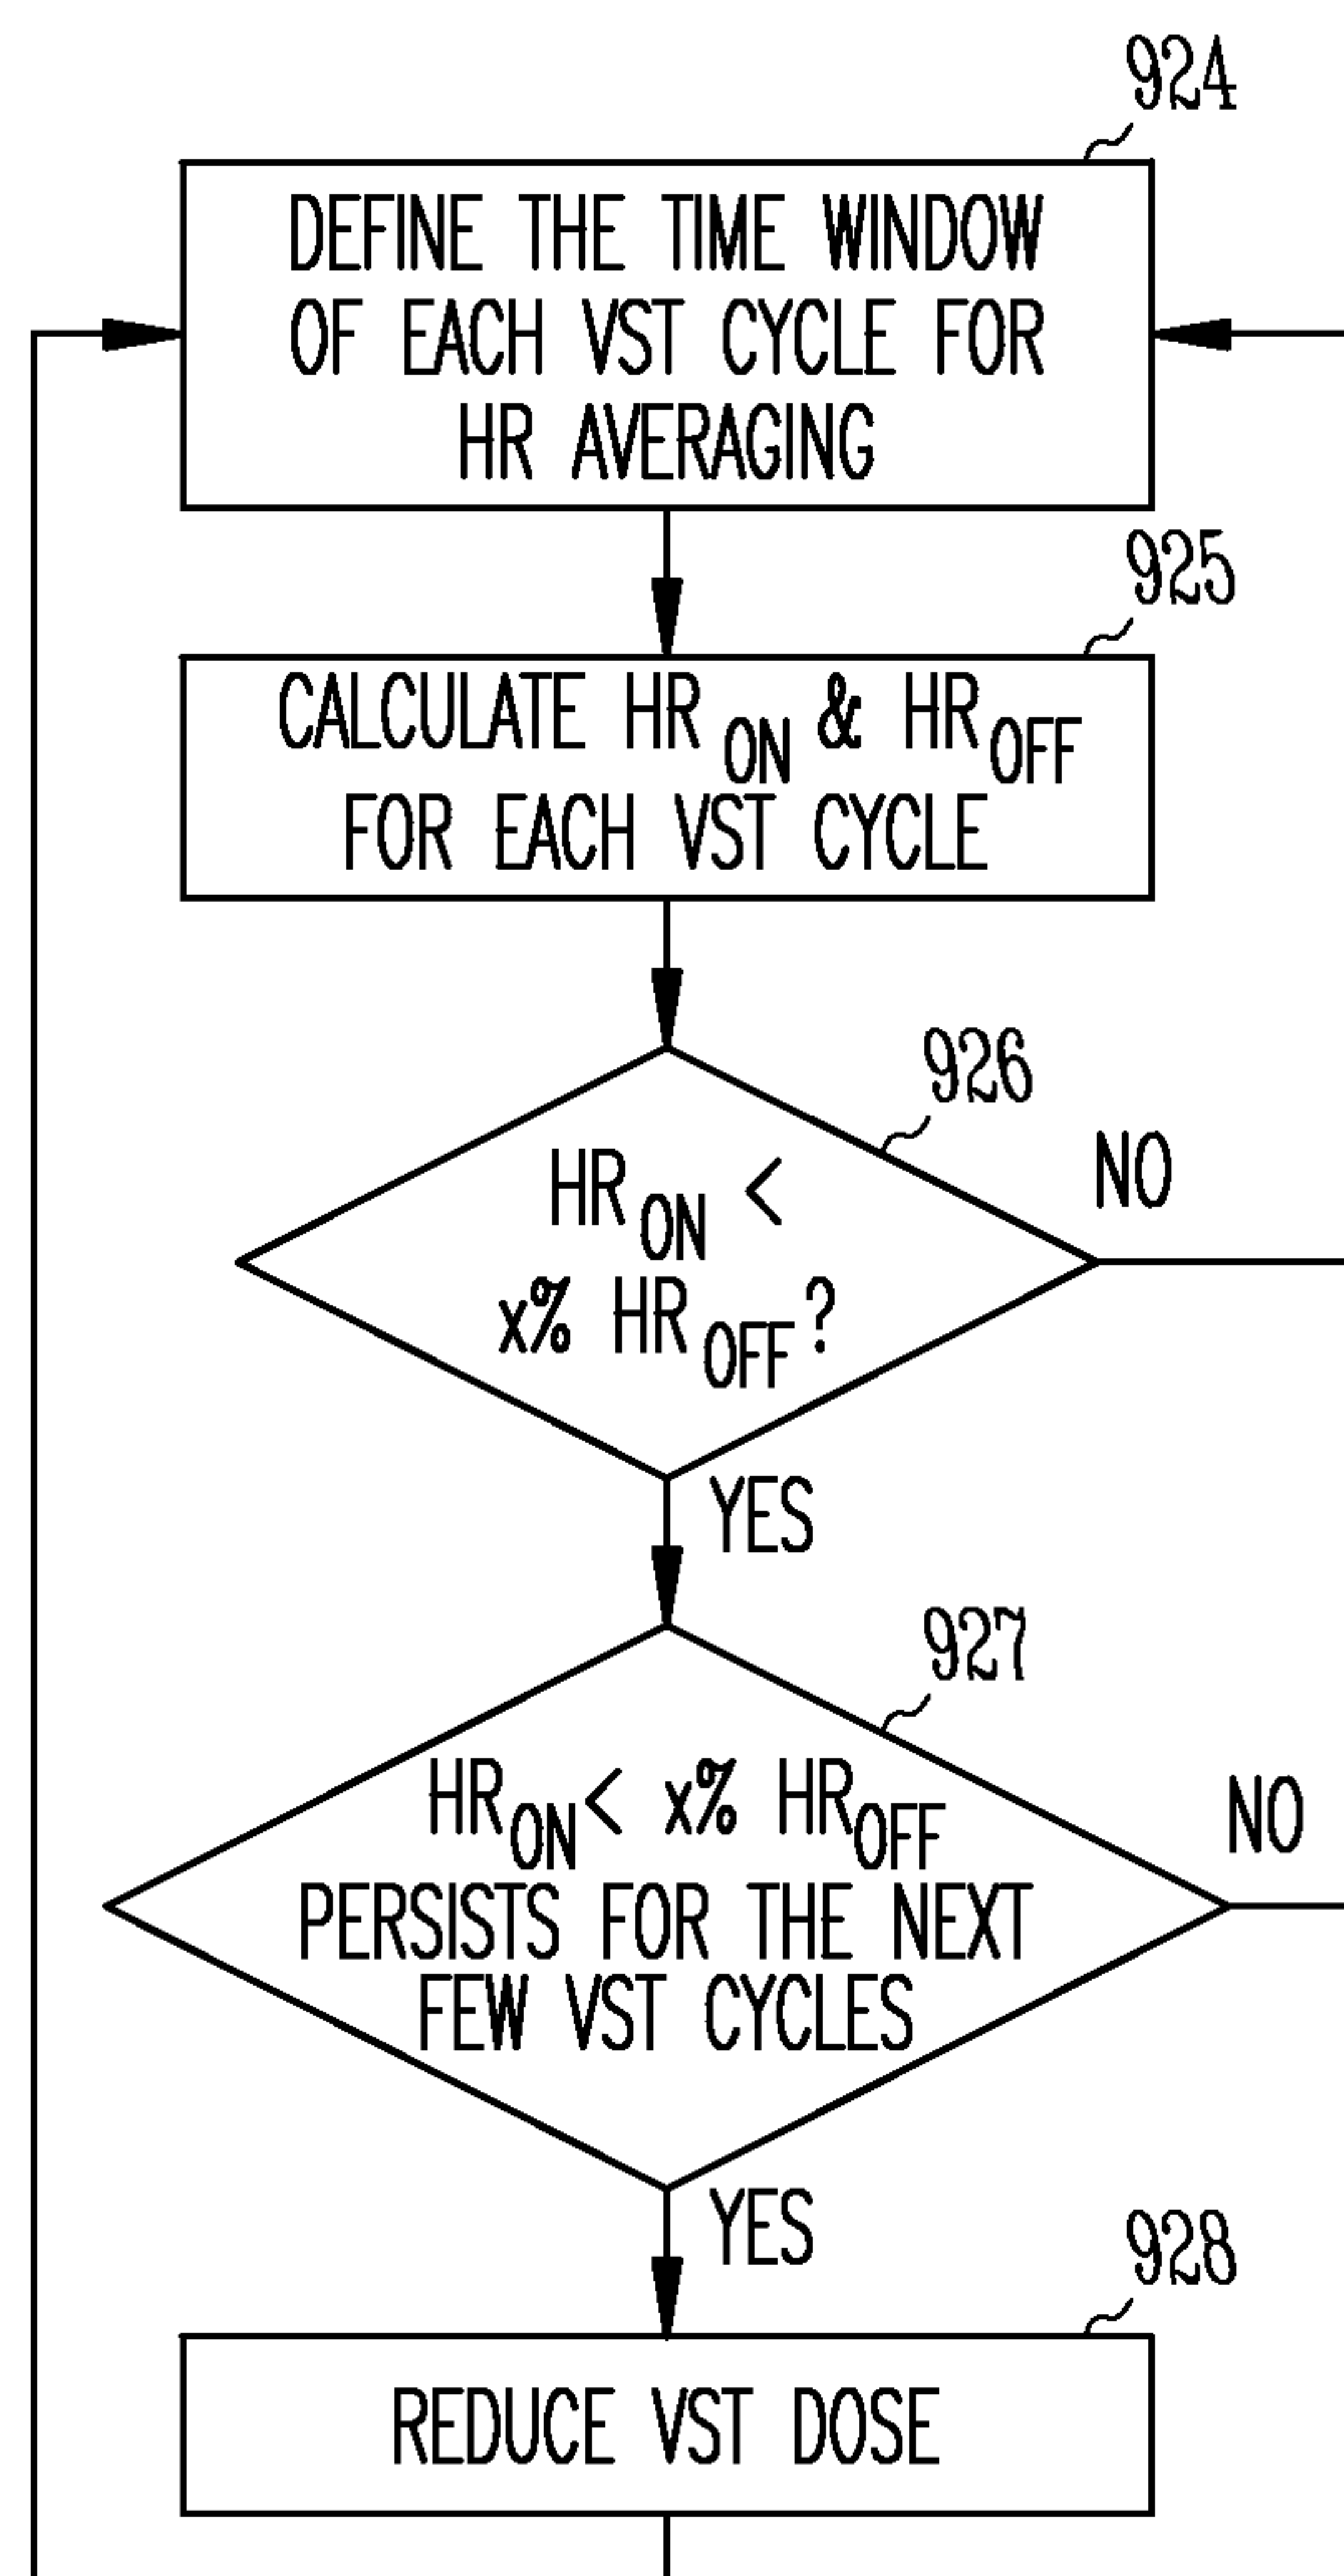 924
DEFINE THE TIME WINDOW
OF EACH VST CYCLE FOR
HR AVERAGING
925
CALCULATE HR ON & HR OFF
FOR EACH VST CYCLE
926
HR ON <
x% HR OFF ?
NO
YES
927
HR ON < x% HR OFF
PERSISTS FOR THE NEXT
FEW VST CYCLES
NO
YES
928
REDUCE VST DOSE